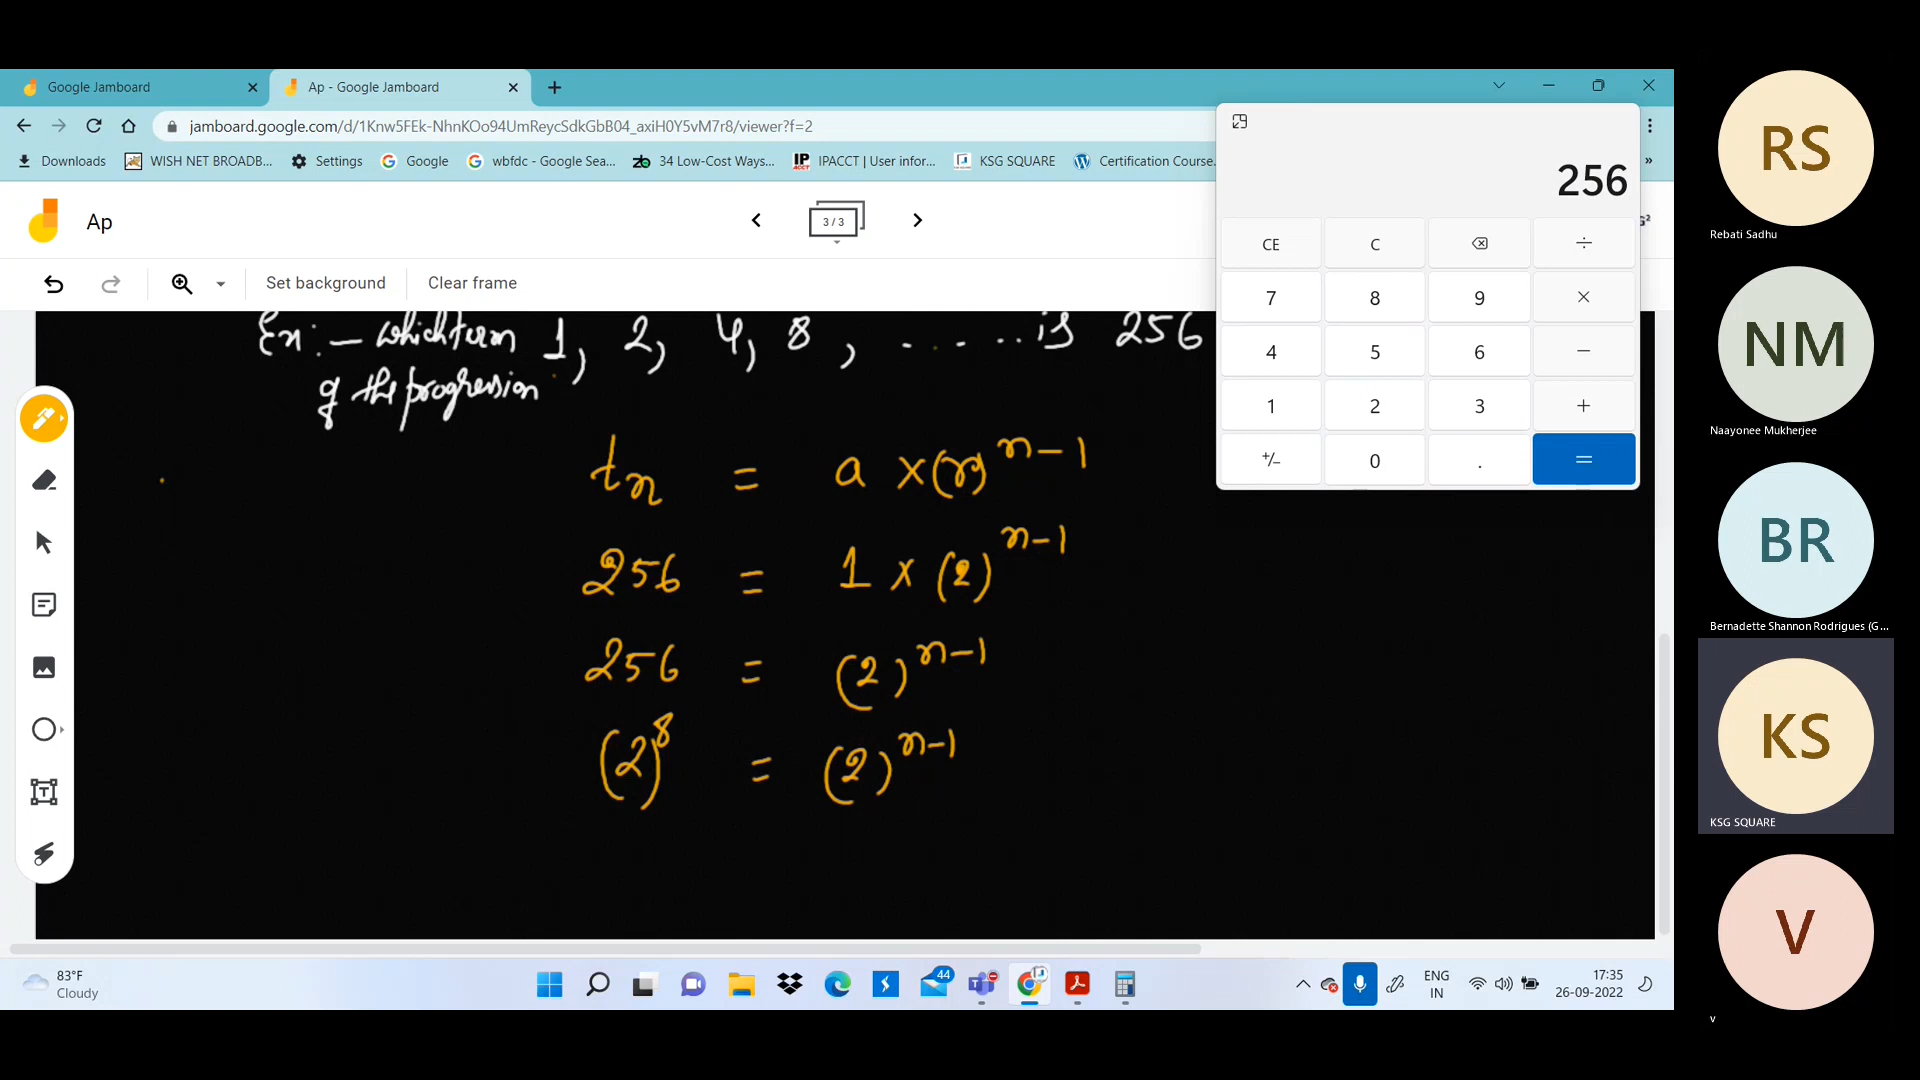 Google Jamboard
Ap - Google Jamboard
jamboard.google.com/d/1Knw5FEk-NhnKOo94UmReycSdkGbB04_axiH0Y5vM7r8/viewer?f=2
Downloads WISH NET BROADB... Settings Google wbfdc - Google Sea... 34 Low-Cost Ways... IPACCT | User infor... KSG SQUARE Certification Course. »
Ap
3 / 3
Set background Clear frame
256
CE C ÷
7 8 9 ×
4 5 6 −
1 2 3 +
+/− 0 . =
Ex:- which term 1, 2, 4, 8, ..... is 256
of the progression
tn = a ×(r)^n-1
256 = 1 × (2)^n-1
256 = (2)^n-1
(2)^8 = (2)^n-1
RS
Rebati Sadhu
NM
Naayonee Mukherjee
BR
Bernadette Shannon Rodrigues (G...
KS
KSG SQUARE
V
v
83°F
Cloudy
44
ENG
IN
17:35
26-09-2022